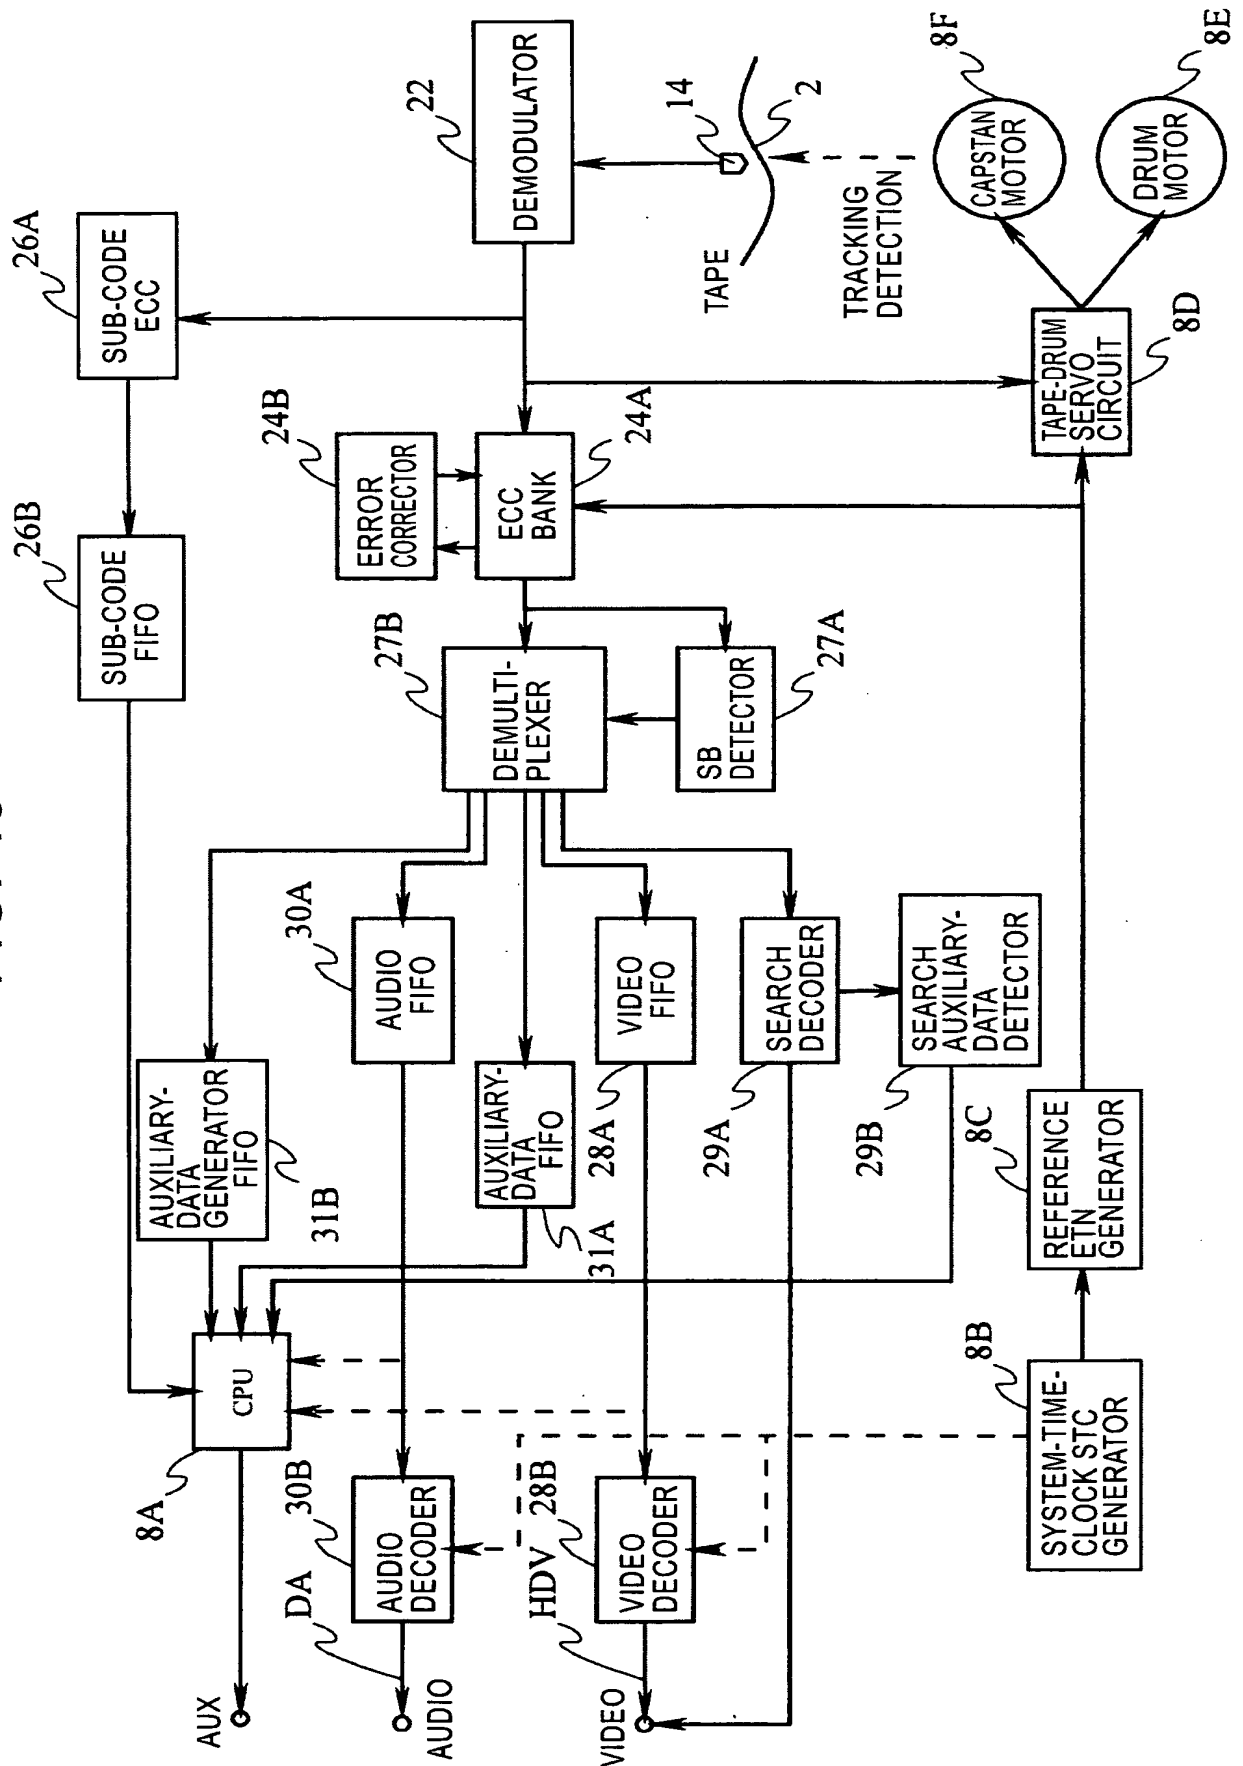 26A
SUB-CODE
ECC
26B
SUB-CODE
FIFO
22
DEMODULATOR
14
2
TAPE
TRACKING
DETECTION
8F
CAPSTAN
MOTOR
8E
DRUM
MOTOR
24B
ERROR
CORRECTOR
24A
ECC
BANK
TAPE-DRUM
SERVO
CIRCUIT
8D
27B
DEMULTI-
PLEXER
27A
SB
DETECTOR
30A
AUDIO
FIFO
VIDEO
FIFO
28A
SEARCH
DECODER
29A
SEARCH
AUXILIARY-
DATA
DETECTOR
29B
AUXILIARY-
DATA
GENERATOR
FIFO
31B
AUXILIARY-
DATA
FIFO
31A
8C
REFERENCE
ETN
GENERATOR
8B
SYSTEM-TIME-
CLOCK STC
GENERATOR
CPU
8A
30B
AUDIO
DECODER
DA
28B
VIDEO
DECODER
HDV
AUX
AUDIO
VIDEO